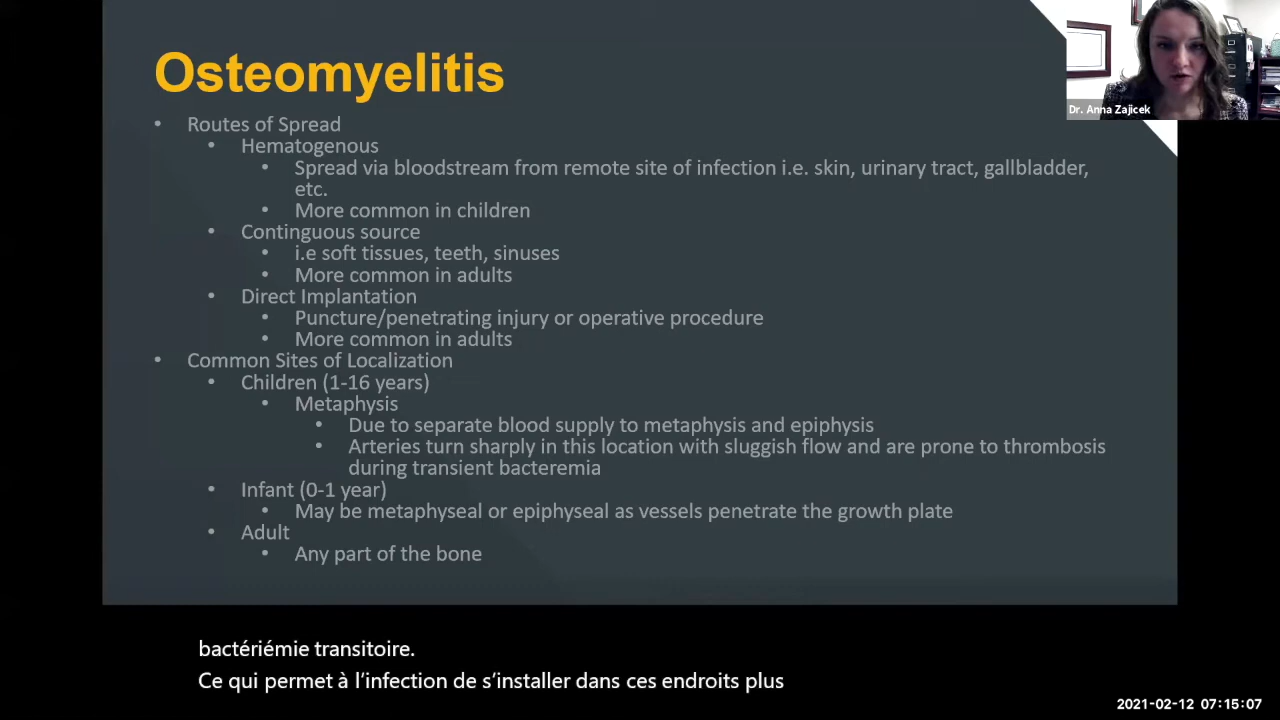 Osteomyelitis
• Routes of Spread
• Hematogenous
• Spread via bloodstream from remote site of infection i.e. skin, urinary tract, gallbladder,
etc.
• More common in children
• Continguous source
• i.e soft tissues, teeth, sinuses
• More common in adults
• Direct Implantation
• Puncture/penetrating injury or operative procedure
• More common in adults
• Common Sites of Localization
• Children (1-16 years)
• Metaphysis
• Due to separate blood supply to metaphysis and epiphysis
• Arteries turn sharply in this location with sluggish flow and are prone to thrombosis
during transient bacteremia
• Infant (0-1 year)
• May be metaphyseal or epiphyseal as vessels penetrate the growth plate
• Adult
• Any part of the bone
Dr. Anna Zajicek
bactériémie transitoire.
Ce qui permet à l’infection de s’installer dans ces endroits plus
2021-02-12 07:15:07